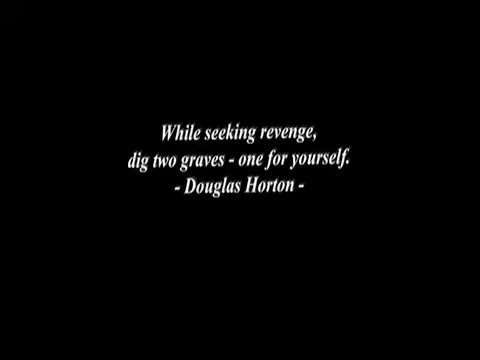 While seeking revenge,
dig two graves - one for yourself.
- Douglas Horton -